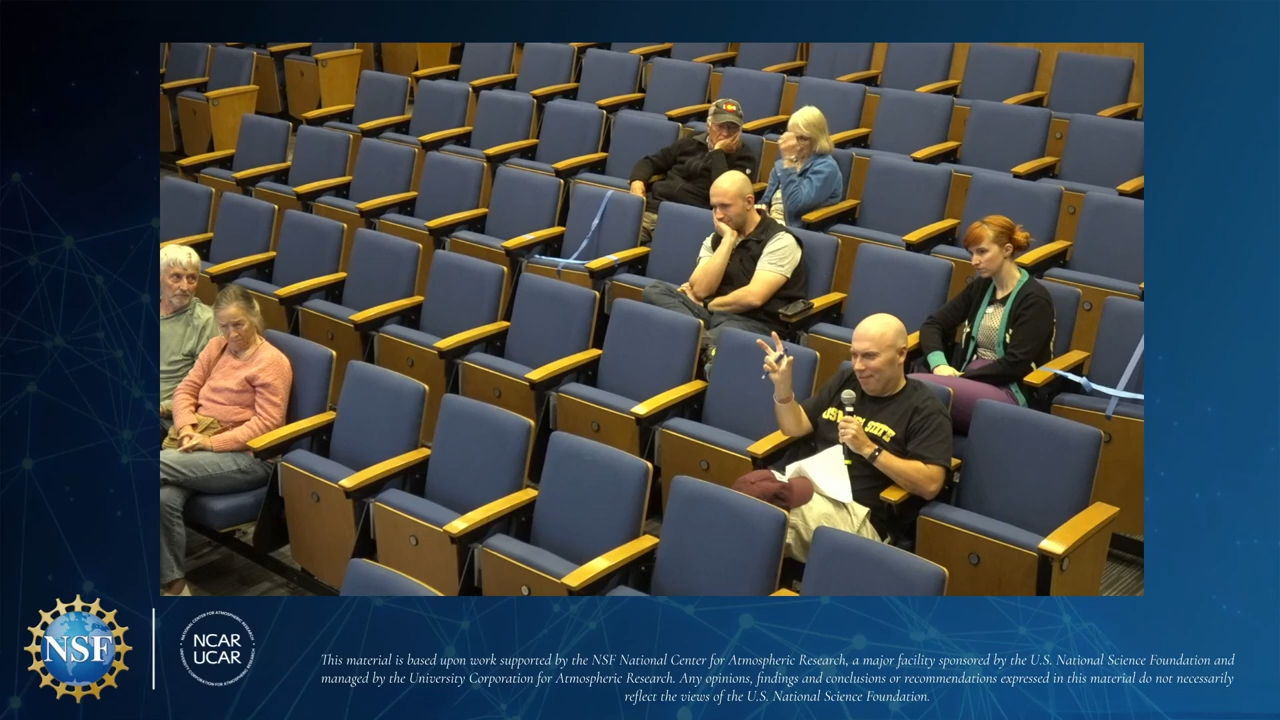 NSF
NCAR
UCAR
This material is based upon work supported by the NSF National Center for Atmospheric Research, a major facility sponsored by the U.S. National Science Foundation and
managed by the University Corporation for Atmospheric Research. Any opinions, findings and conclusions or recommendations expressed in this material do not necessarily
reflect the views of the U.S. National Science Foundation.